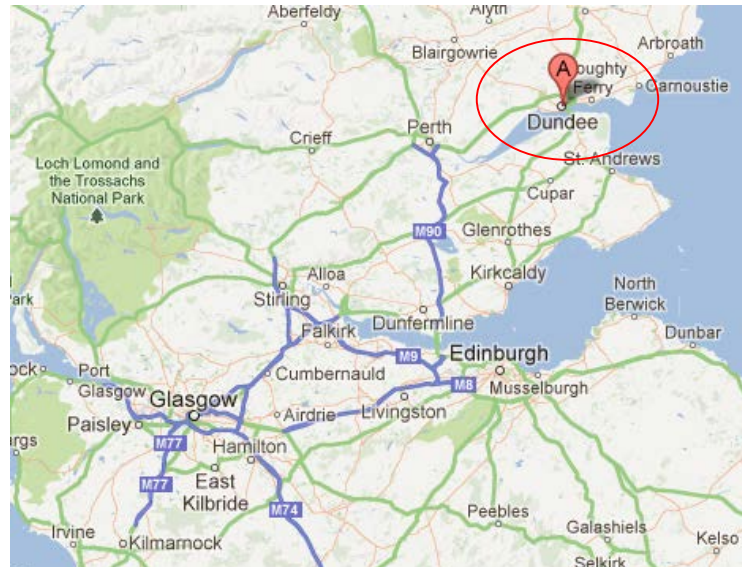 Aberfeldy
Alyth
Blairgowrie
Arbroath
A
oughty
Ferry
Carnoustie
Dundee
Perth
Crieff
Loch Lomond and
the Trossachs
National Park
St. Andrews
Cupar
M90
Glenrothes
Alloa
Kirkcaldy
Stirling
North
Berwick
Park
Dunfermline
Falkirk
Dunbar
M9
Edinburgh
ock
Port
Glasgow
Cumbernauld
M8
Musselburgh
Glasgow
Livingston
Airdrie
Paisley
args
M77
Hamilton
M77
East
Kilbride
M74
Peebles
Galashiels
Irvine
Kilmarnock
Kelso
Selkirk